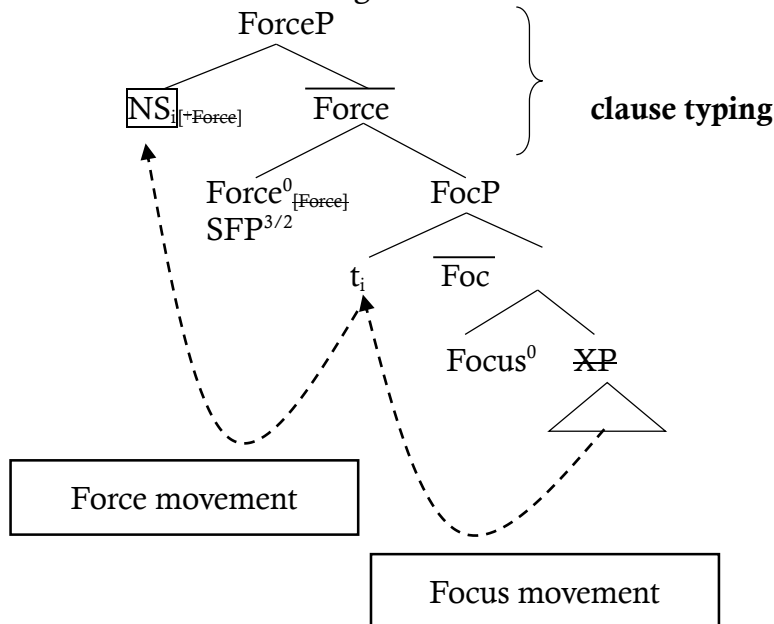 ForceP
NSi[+Force]
Force
clause typing
Force0[Force]
FocP
SFP3/2
ti
Foc
Focus0
XP
Force movement
Focus movement